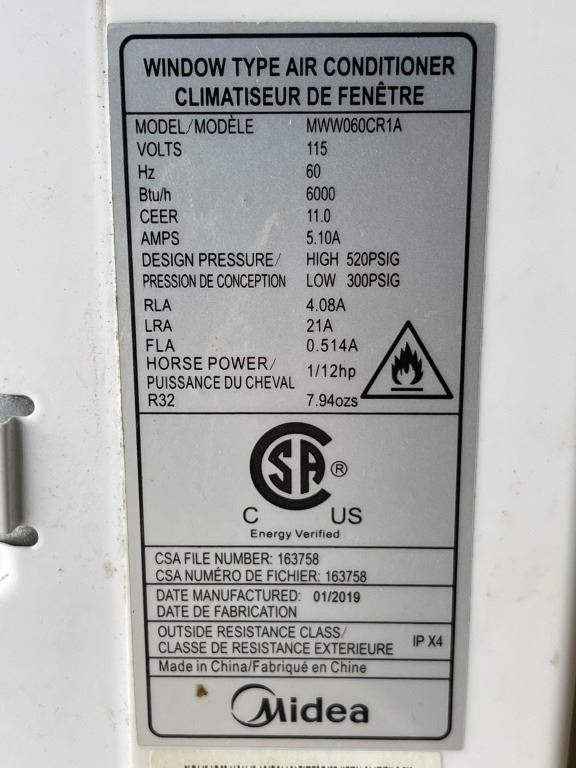 WINDOW TYPE AIR CONDITIONER
CLIMATISEUR DE FENÊTRE
MODEL/MODÈLE MWW060CR1A
VOLTS 115
Hz 60
Btu/h 6000
CEER 11.0
AMPS 5.10A
DESIGN PRESSURE/ HIGH 520PSIG
PRESSION DE CONCEPTION LOW 300PSIG
RLA 4.08A
LRA 21A
FLA 0.514A
HORSE POWER/
PUISSANCE DU CHEVAL 1/12hp
R32 7.94ozs
CSA ®
C US
Energy Verified
CSA FILE NUMBER: 163758
CSA NUMÉRO DE FICHIER: 163758
DATE MANUFACTURED: 01/2019
DATE DE FABRICATION
OUTSIDE RESISTANCE CLASS/
CLASSE DE RESISTANCE EXTERIEURE IP X4
Made in China/Fabriqué en Chine
Midea